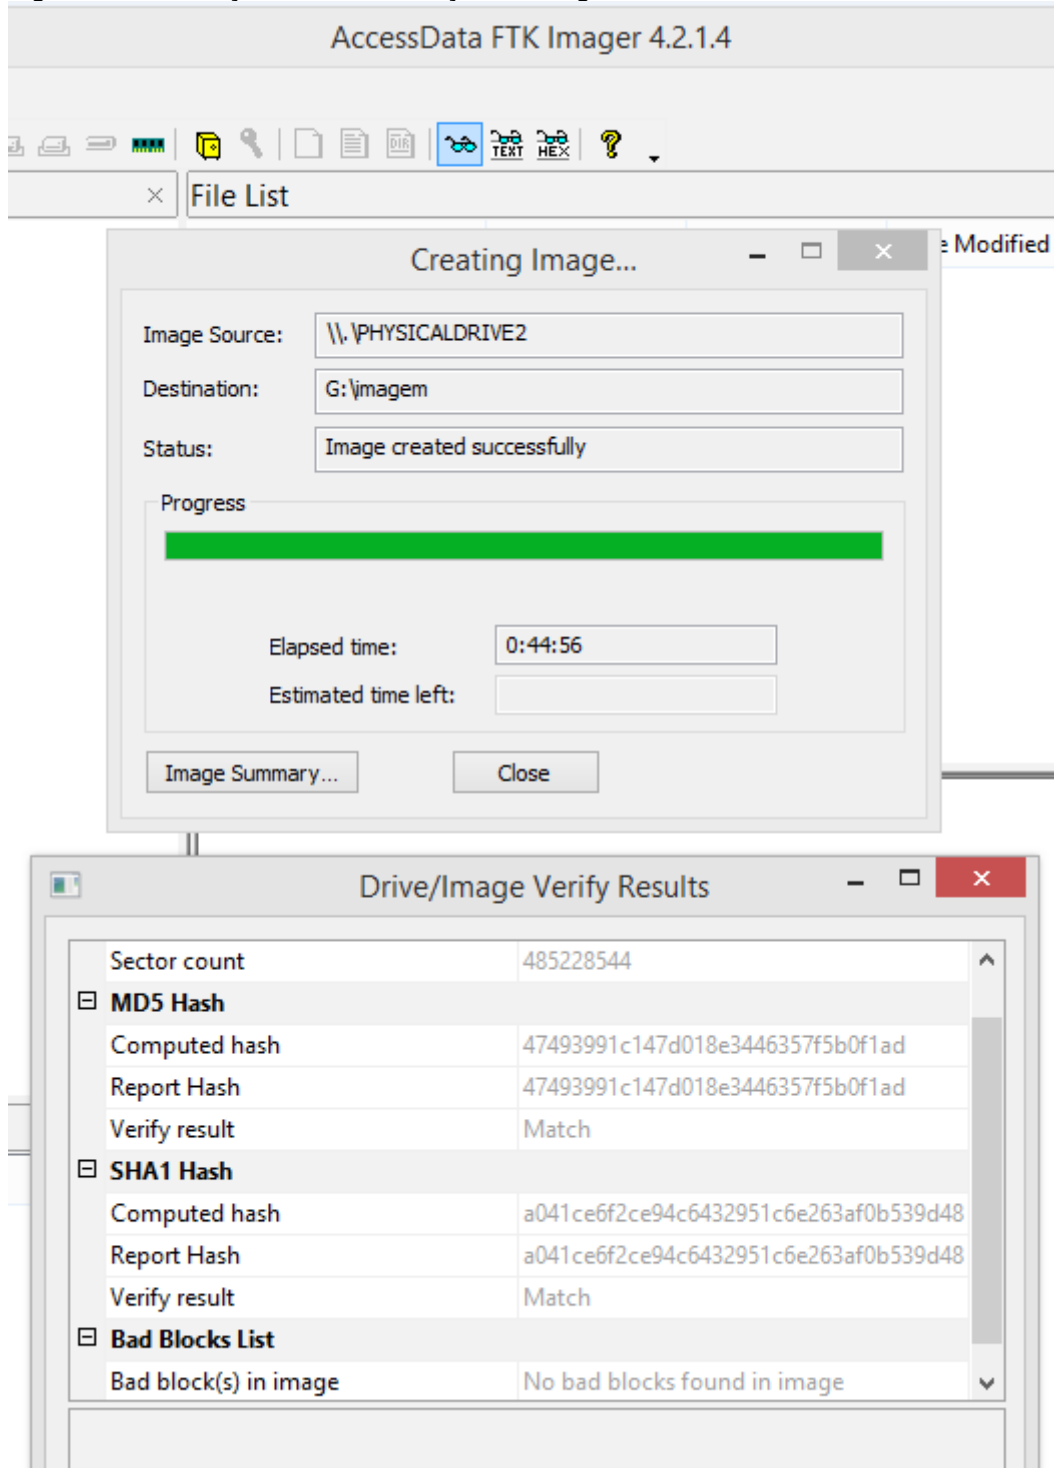 AccessData FTK Imager 4.2.1.4
DIR TEXT HEX
File List
e Modified
Creating Image...
Image Source: \\.\PHYSICALDRIVE2
Destination: G:\imagem
Status: Image created successfully
Progress
Elapsed time: 0:44:56
Estimated time left:
Image Summary... Close
Drive/Image Verify Results
Sector count 485228544
MD5 Hash
Computed hash 47493991c147d018e3446357f5b0f1ad
Report Hash 47493991c147d018e3446357f5b0f1ad
Verify result Match
SHA1 Hash
Computed hash a041ce6f2ce94c6432951c6e263af0b539d48
Report Hash a041ce6f2ce94c6432951c6e263af0b539d48
Verify result Match
Bad Blocks List
Bad block(s) in image No bad blocks found in image